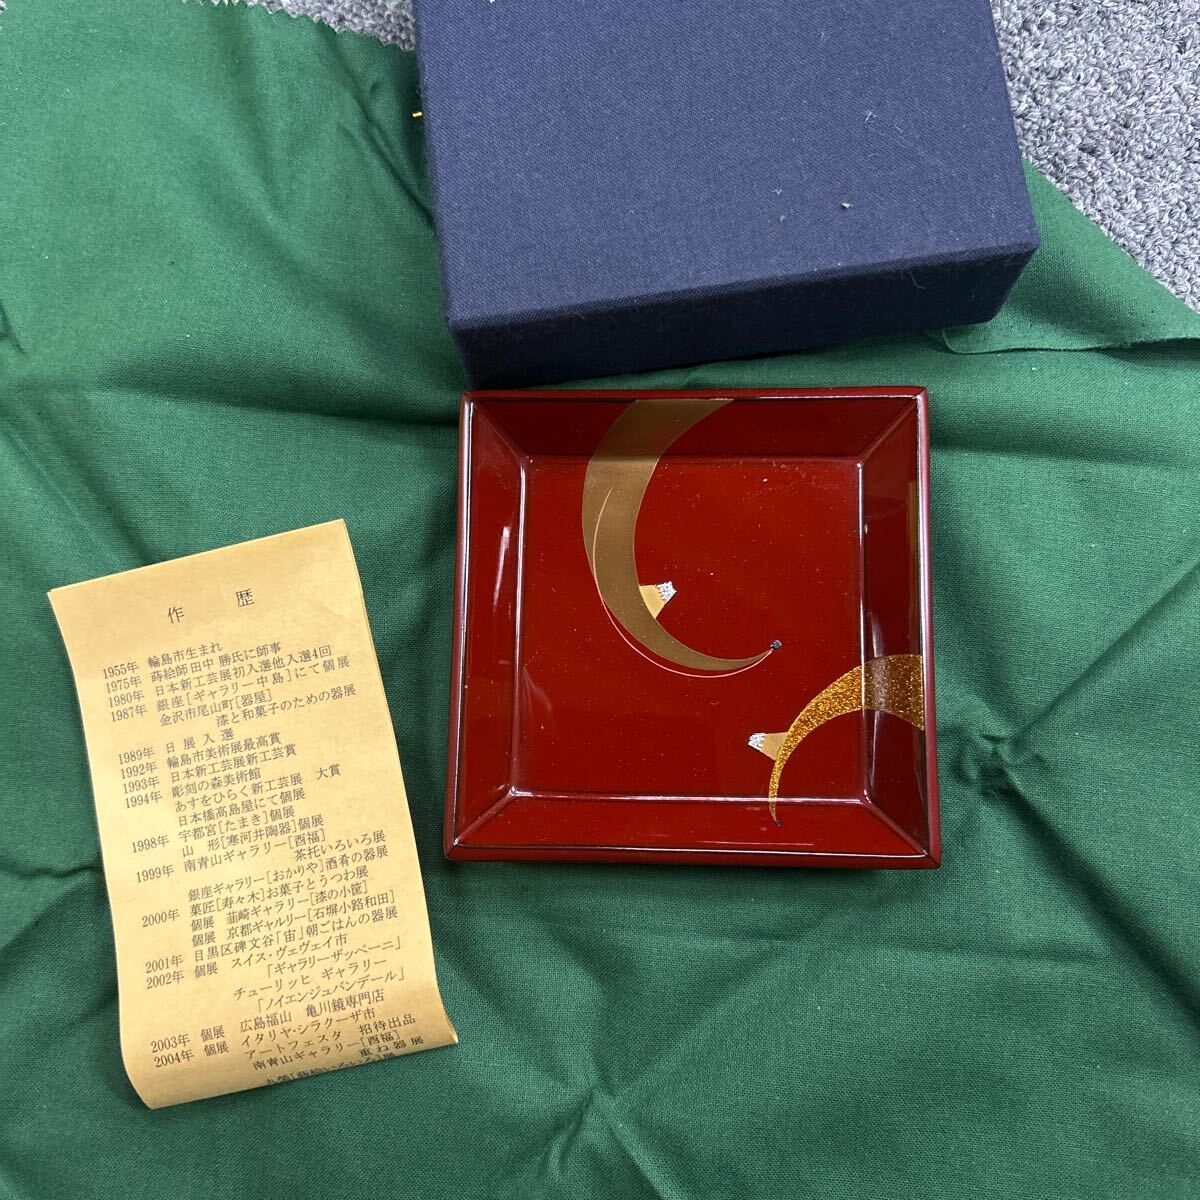 作歴
1955年 輪島市生まれ
1975年 蒔絵師田中 勝氏に師事
1980年 日本新工芸展初入選他入選4回
1987年 銀座[ギャラリー中島]にて個展
金沢市尾山町[器屋]
漆と和菓子のための器展
1989年 日展入選
1992年 輪島市美術展最高賞
1993年 日本新工芸展新工芸賞
1994年 彫刻の森美術館
あすをひらく新工芸展 大賞
日本橋高島屋にて個展
1998年 宇都宮[たまき]個展
山形[寒河井陶器]個展
1999年 南青山ギャラリー[酉福]
茶托いろいろ展
銀座ギャラリー[おかりや]酒肴の器展
2000年 菓匠[寿々木]お菓子とうつわ展
個展 韮崎ギャラリー[漆の小筐]
個展 京都ギャルリー[石塀小路和田]
2001年 目黒区碑文谷「宙」朝ごはんの器展
2002年 個展 スイス・ヴェヴェイ市
「ギャラリーザッペーニ」
チューリッヒ ギャラリー
「ノイエンジュバンデール」
2003年 個展 広島福山 亀川鏡専門店
2004年 個展 イタリヤ・シラクーザ市
アートフェスタ 招待出品
南青山ギャラリー[酉福]
重ね器展